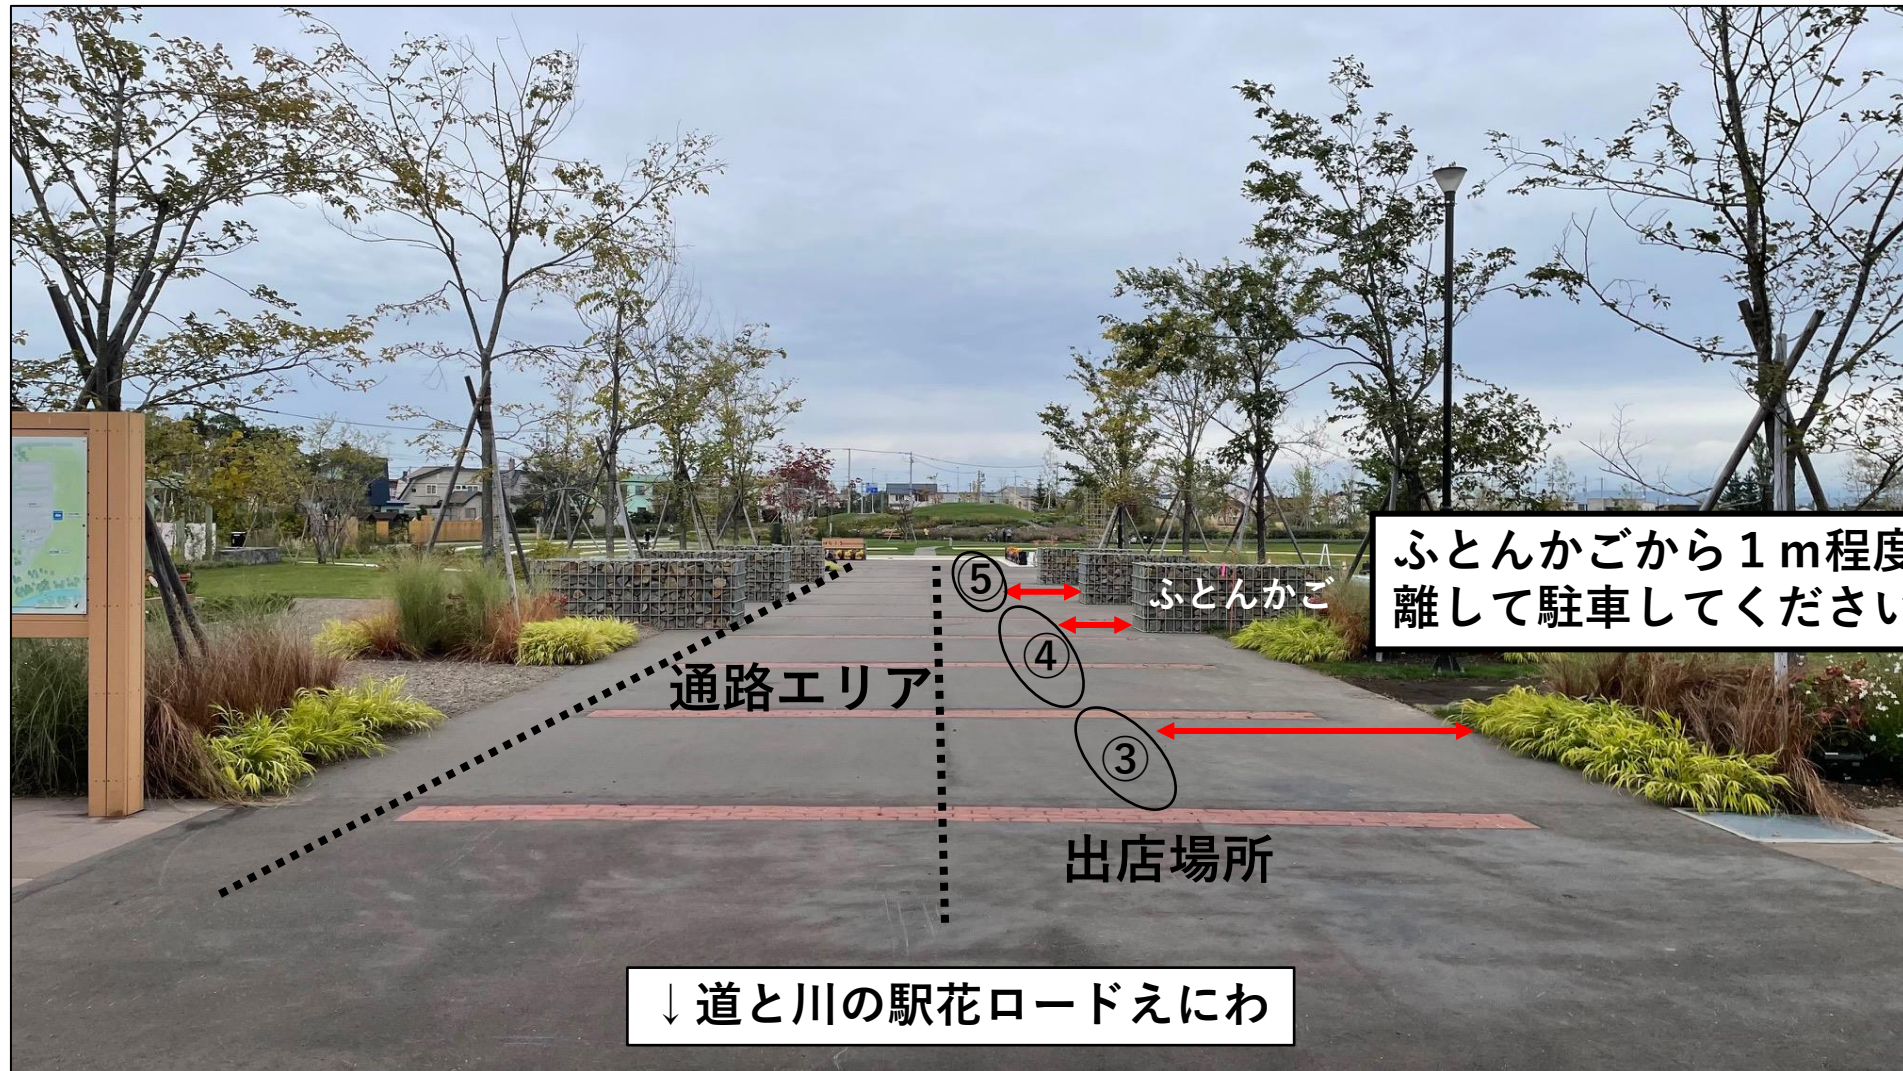 ⑤
ふとんかご
ふとんかごから１ｍ程度
離して駐車してください
④
通路エリア
③
出店場所
↓道と川の駅花ロードえにわ